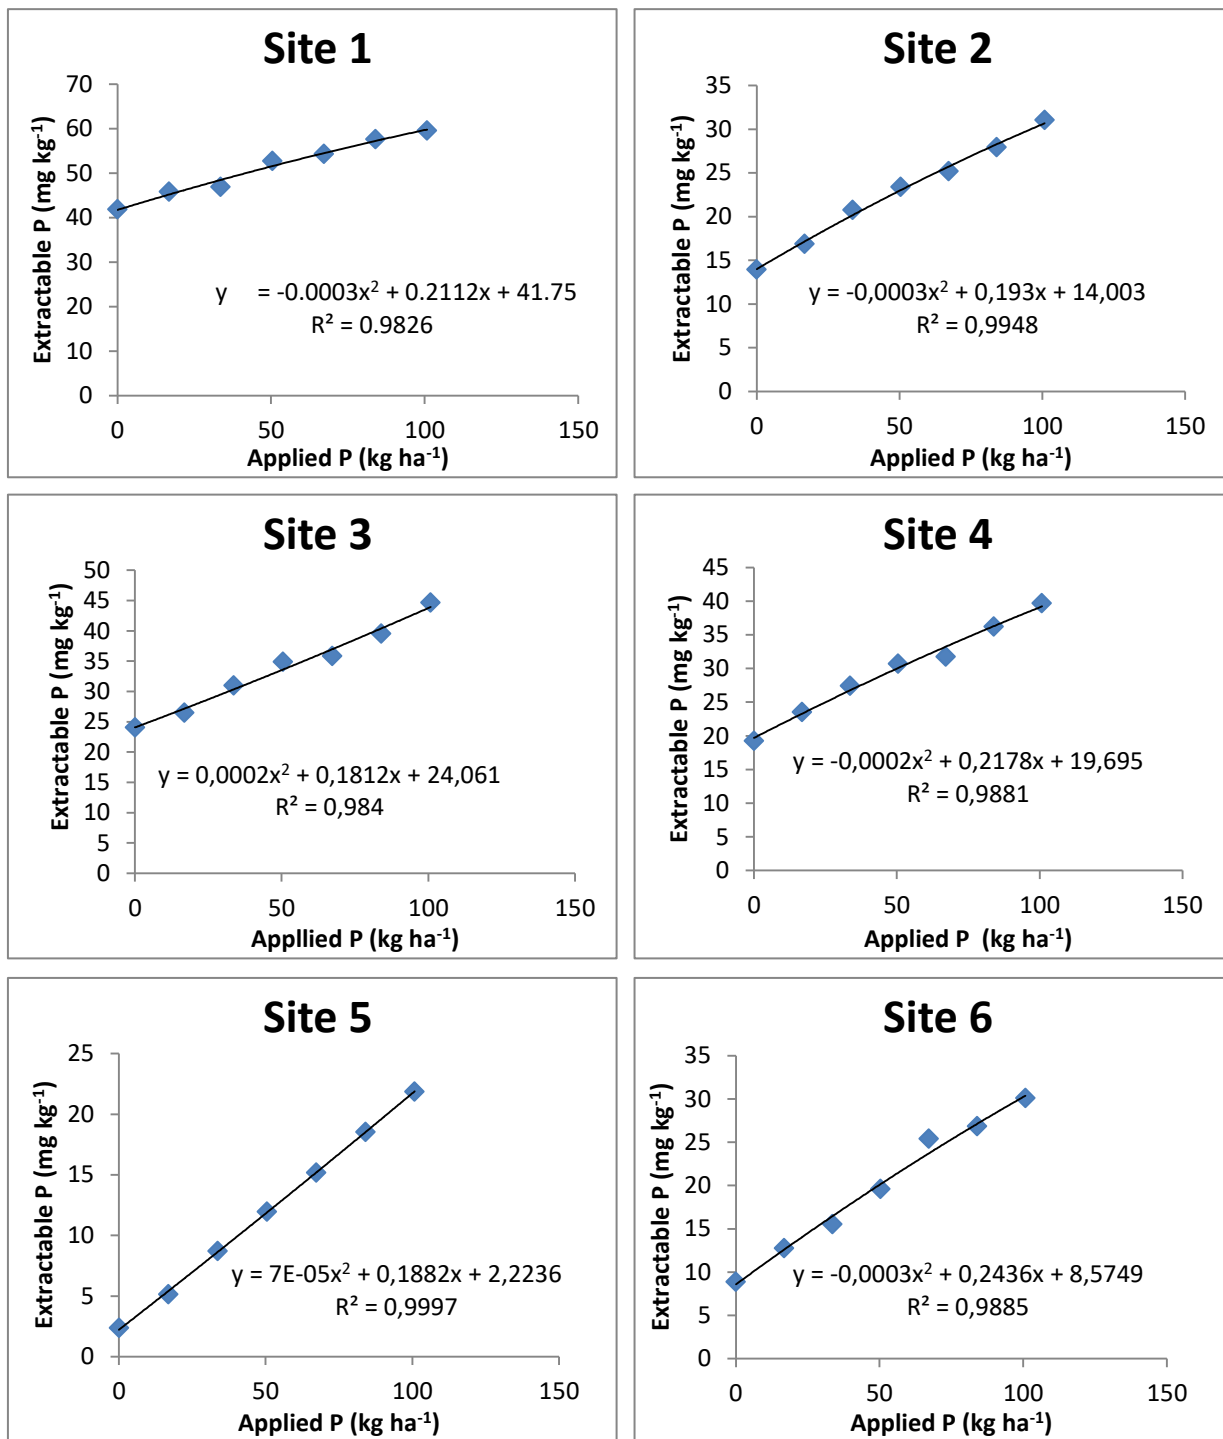 Site 1
Extractable P (mg kg⁻¹)
70
60
50
40
30
20
10
0
y = -0.0003x² + 0.2112x + 41.75
R² = 0.9826
0 50 100 150
Applied P (kg ha⁻¹)
Site 2
Extractable P (mg kg⁻¹)
35
30
25
20
15
10
5
0
y = -0,0003x² + 0,193x + 14,003
R² = 0,9948
0 50 100 150
Applied P (kg ha⁻¹)
Site 3
Extractable P (mg kg⁻¹)
50
45
40
35
30
25
20
15
10
5
0
y = 0,0002x² + 0,1812x + 24,061
R² = 0,984
0 50 100 150
Appllied P (kg ha⁻¹)
Site 4
Extractable P (mg kg⁻¹)
45
40
35
30
25
20
15
10
5
0
y = -0,0002x² + 0,2178x + 19,695
R² = 0,9881
0 50 100 150
Applied P (kg ha⁻¹)
Site 5
Extractable P (mg kg⁻¹)
25
20
15
10
5
0
y = 7E-05x² + 0,1882x + 2,2236
R² = 0,9997
0 50 100 150
Applied P (kg ha⁻¹)
Site 6
Extractable P (mg kg⁻¹)
35
30
25
20
15
10
5
0
y = -0,0003x² + 0,2436x + 8,5749
R² = 0,9885
0 50 100 150
Applied P (kg ha⁻¹)